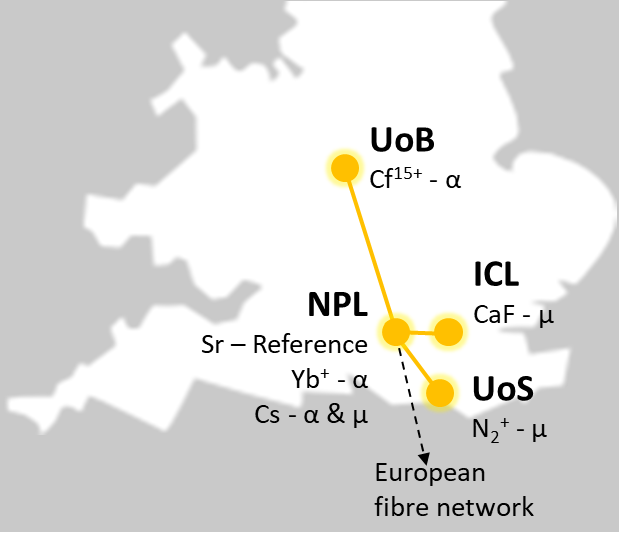 UoB
Cf¹⁵⁺ - α
ICL
CaF - μ
NPL
Sr – Reference
Yb⁺ - α
Cs - α & μ
UoS
N₂⁺ - μ
European
fibre network